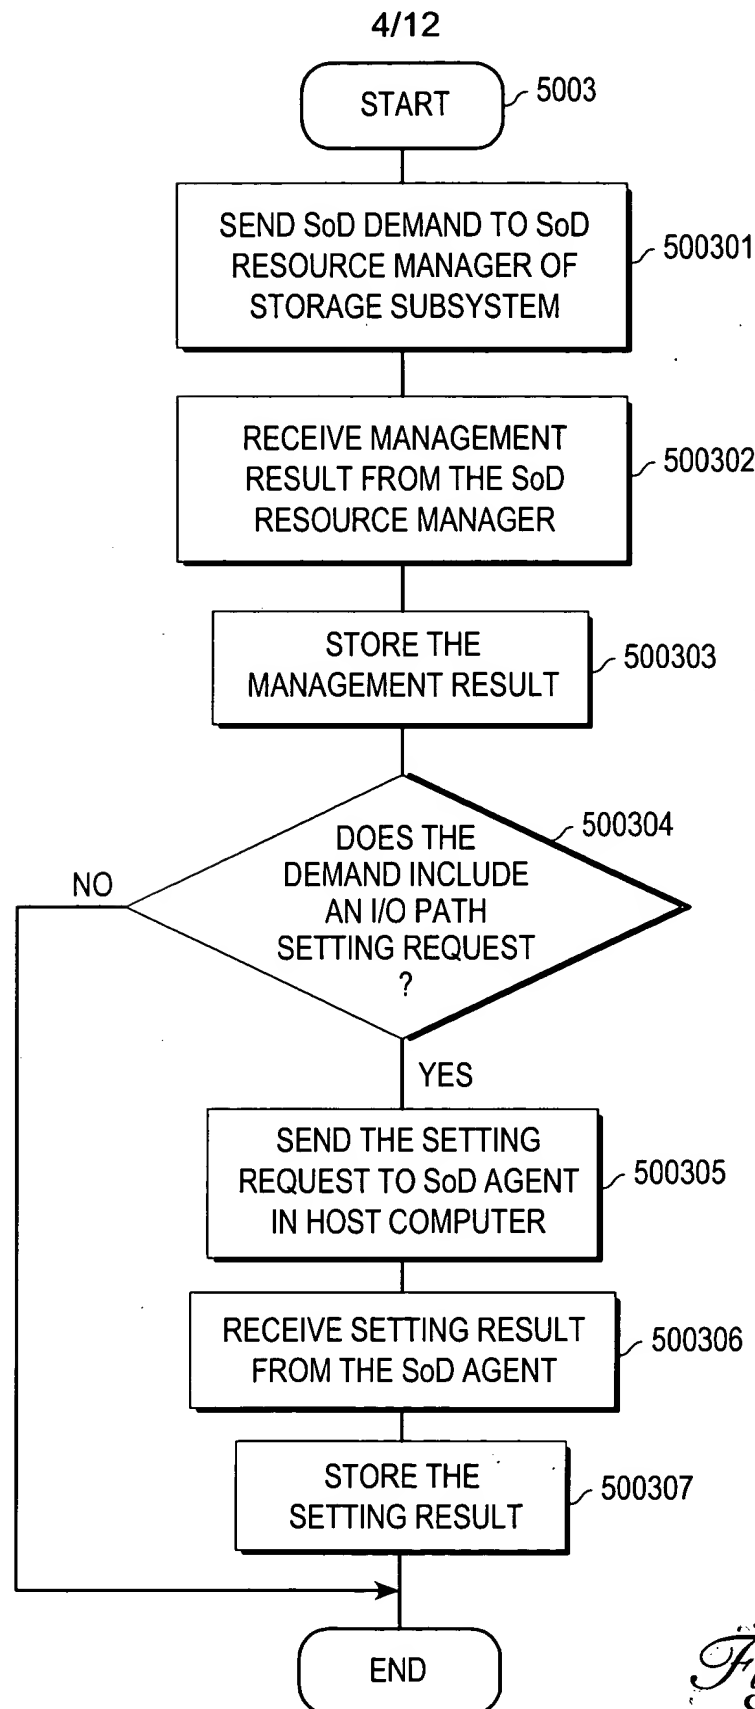 4/12
START
5003
SEND SoD DEMAND TO SoD
RESOURCE MANAGER OF
STORAGE SUBSYSTEM
500301
RECEIVE MANAGEMENT
RESULT FROM THE SoD
RESOURCE MANAGER
500302
STORE THE
MANAGEMENT RESULT
500303
DOES THE
DEMAND INCLUDE
AN I/O PATH
SETTING REQUEST
?
500304
NO
YES
SEND THE SETTING
REQUEST TO SoD AGENT
IN HOST COMPUTER
500305
RECEIVE SETTING RESULT
FROM THE SoD AGENT
500306
STORE THE
SETTING RESULT
500307
END